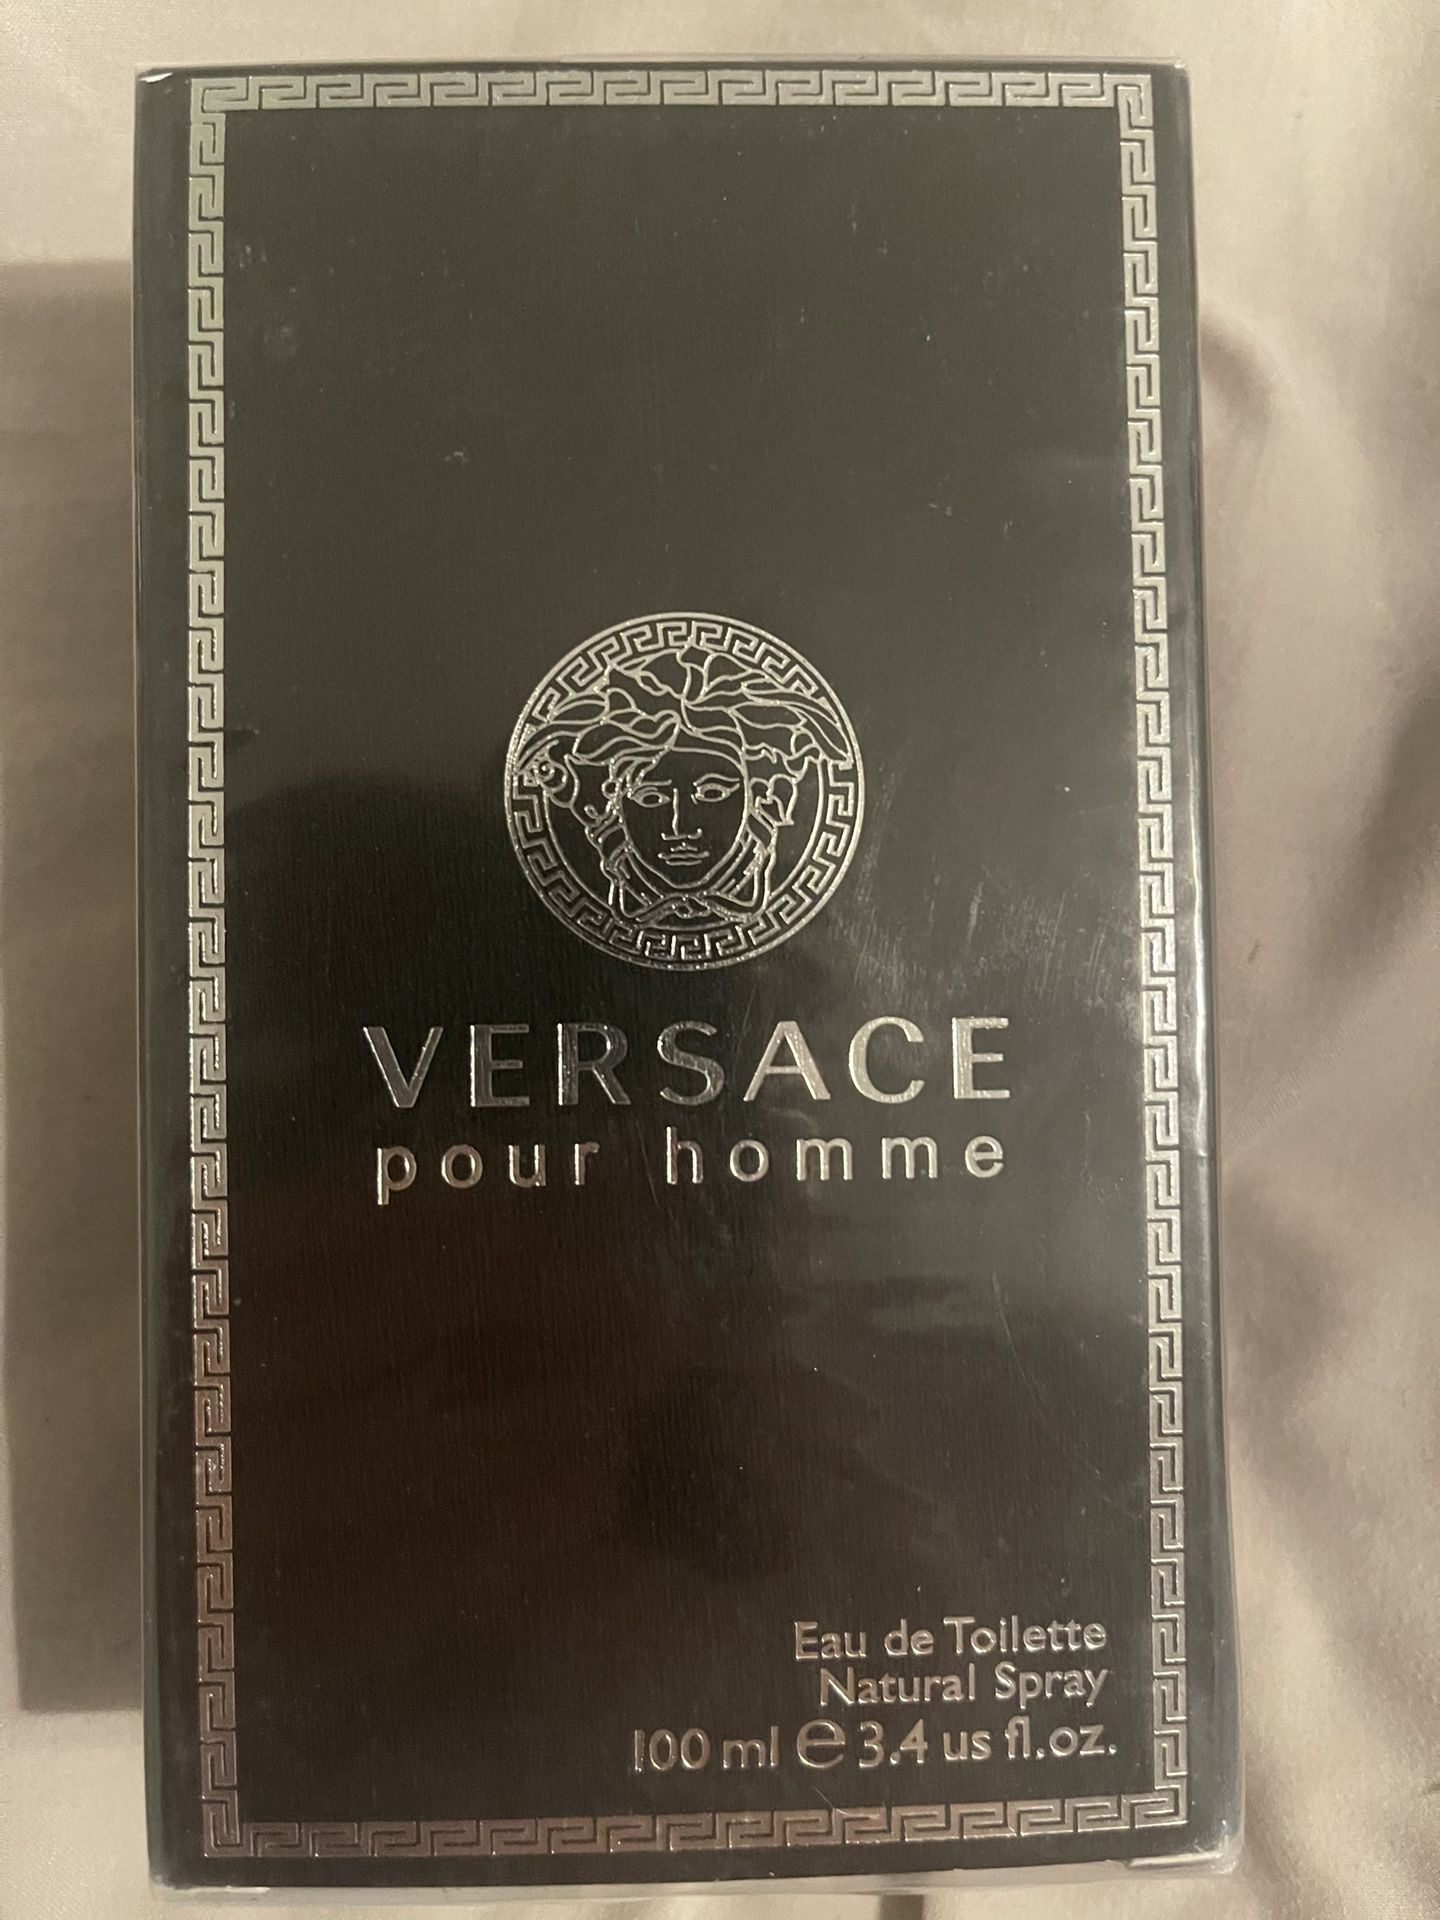 VERSACE
pour homme
Eau de Toilette
Natural Spray
100 ml e 3.4 us fl.oz.